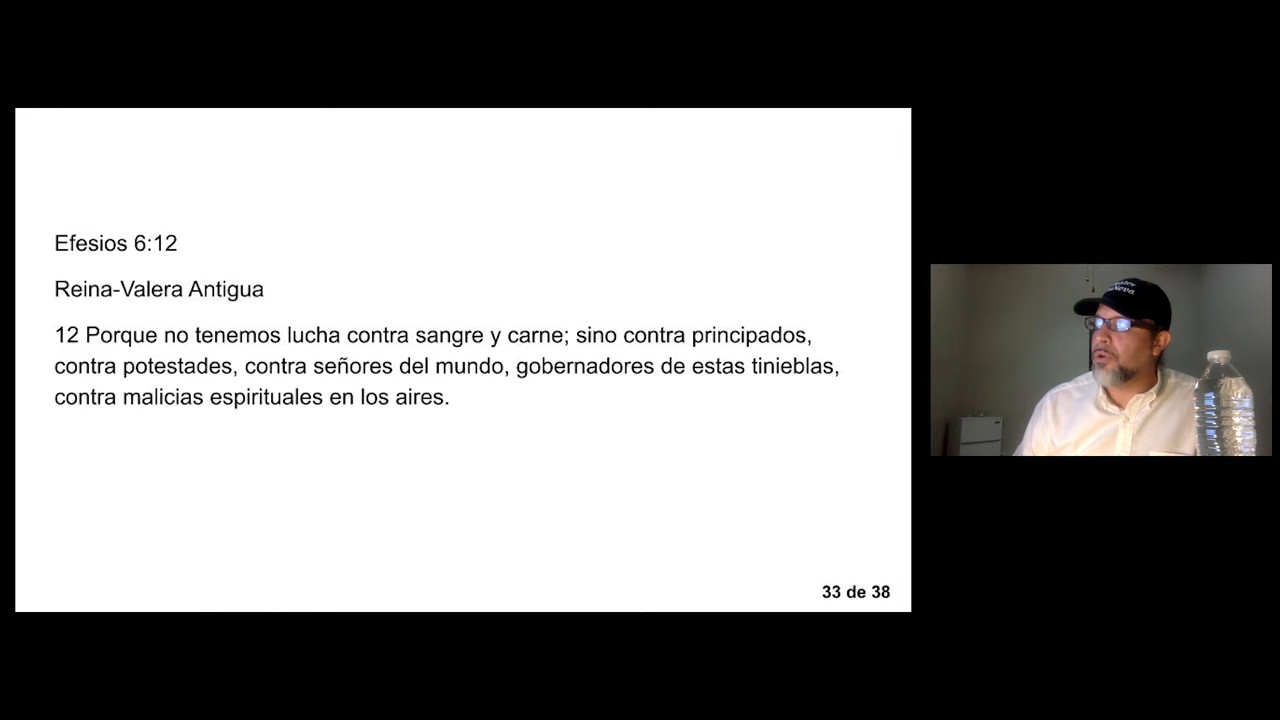 Efesios 6:12
Reina-Valera Antigua
12 Porque no tenemos lucha contra sangre y carne; sino contra principados,
contra potestades, contra señores del mundo, gobernadores de estas tinieblas,
contra malicias espirituales en los aires.
33 de 38